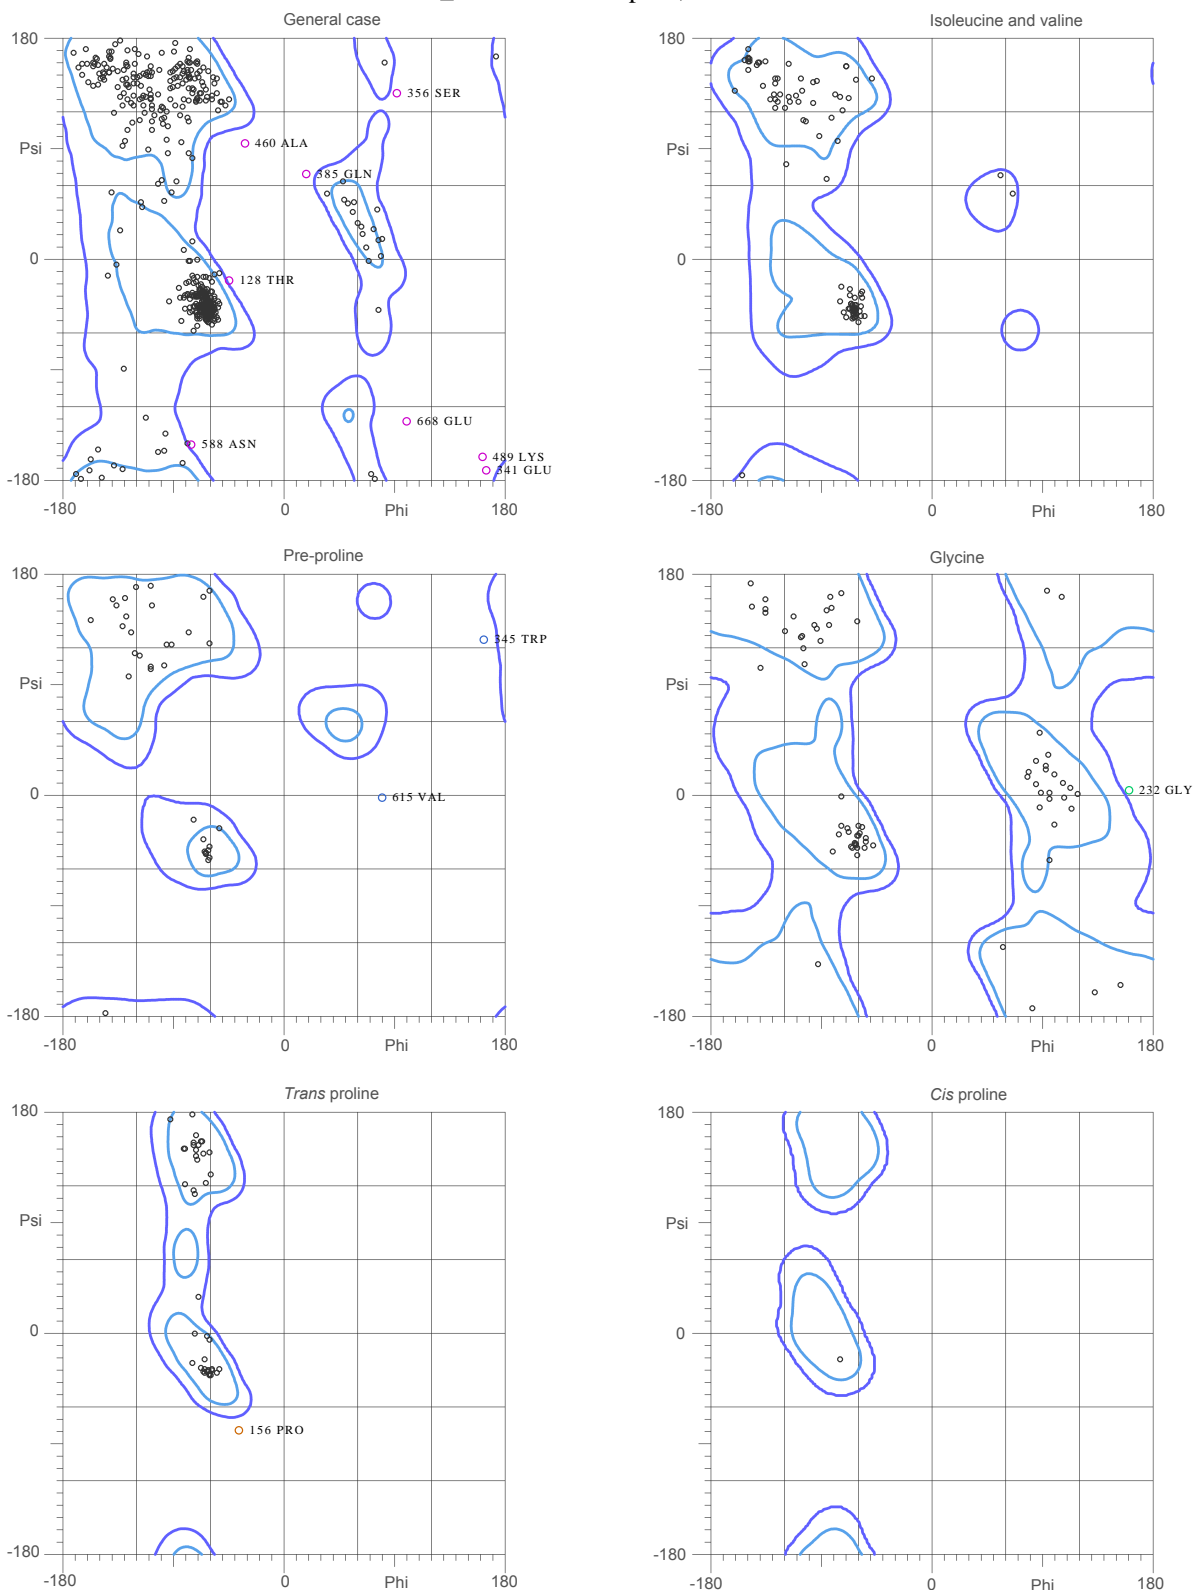 General case
Isoleucine and valine
180
Psi
0
-180
-180
0
Phi
180
356 SER
460 ALA
385 GLN
128 THR
668 GLU
588 ASN
489 LYS
341 GLU
180
Psi
0
-180
-180
0
Phi
180
Pre-proline
Glycine
180
Psi
0
-180
-180
0
Phi
180
345 TRP
615 VAL
180
Psi
0
-180
-180
0
Phi
180
232 GLY
Trans proline
Cis proline
180
Psi
0
-180
-180
0
Phi
180
156 PRO
180
Psi
0
-180
-180
0
Phi
180